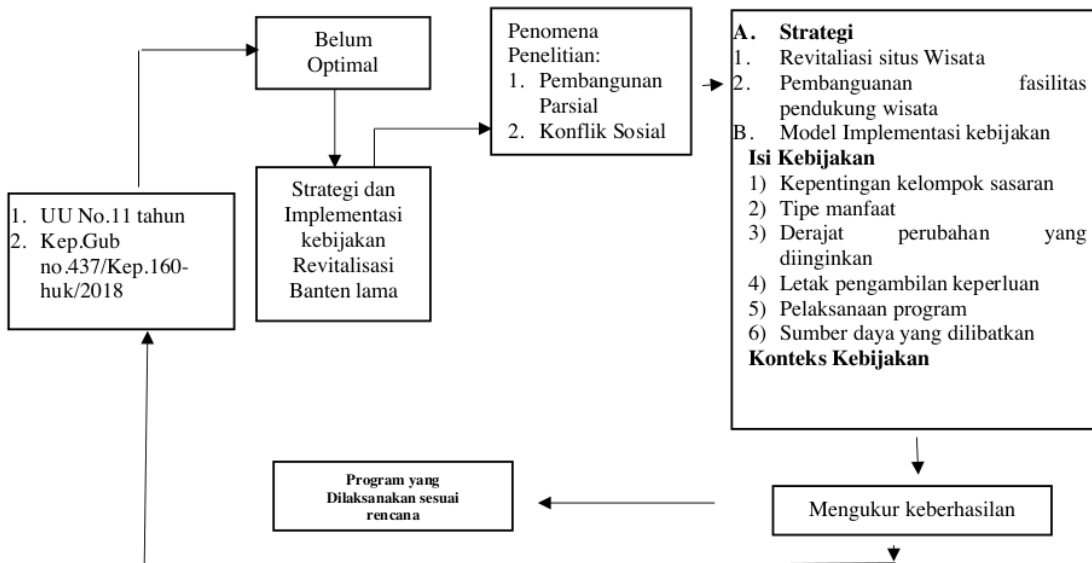 Belum
Optimal
Penomena
Penelitian:
1. Pembangunan
Parsial
2. Konflik Sosial
A. Strategi
1. Revitaliasi situs Wisata
2. Pembanguanan fasilitas
pendukung wisata
B. Model Implementasi kebijakan
Isi Kebijakan
1) Kepentingan kelompok sasaran
2) Tipe manfaat
3) Derajat perubahan yang
diinginkan
4) Letak pengambilan keperluan
5) Pelaksanaan program
6) Sumber daya yang dilibatkan
Konteks Kebijakan
1. UU No.11 tahun
2. Kep.Gub
no.437/Kep.160-
huk/2018
Strategi dan
Implementasi
kebijakan
Revitalisasi
Banten lama
Program yang
Dilaksanakan sesuai
rencana
Mengukur keberhasilan